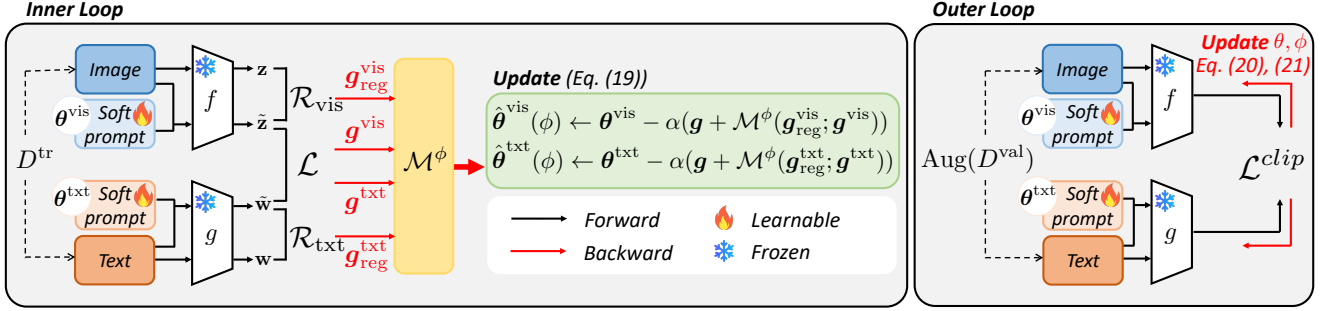 Inner Loop
Image
θ^vis Soft prompt
D^tr
θ^txt Soft prompt
Text
f
g
z
z̃
w̃
w
R_vis
L
R_txt
g_reg^vis
g^vis
g^txt
g_reg^txt
M^ϕ
Update (Eq. (19))
θ̂^vis(ϕ) ← θ^vis − α(g + M^ϕ(g_reg^vis; g^vis))
θ̂^txt(ϕ) ← θ^txt − α(g + M^ϕ(g_reg^txt; g^txt))
Forward
Learnable
Backward
Frozen
Outer Loop
Image
θ^vis Soft prompt
Aug(D^val)
θ^txt Soft prompt
Text
f
g
Update θ, ϕ
Eq. (20), (21)
L^clip